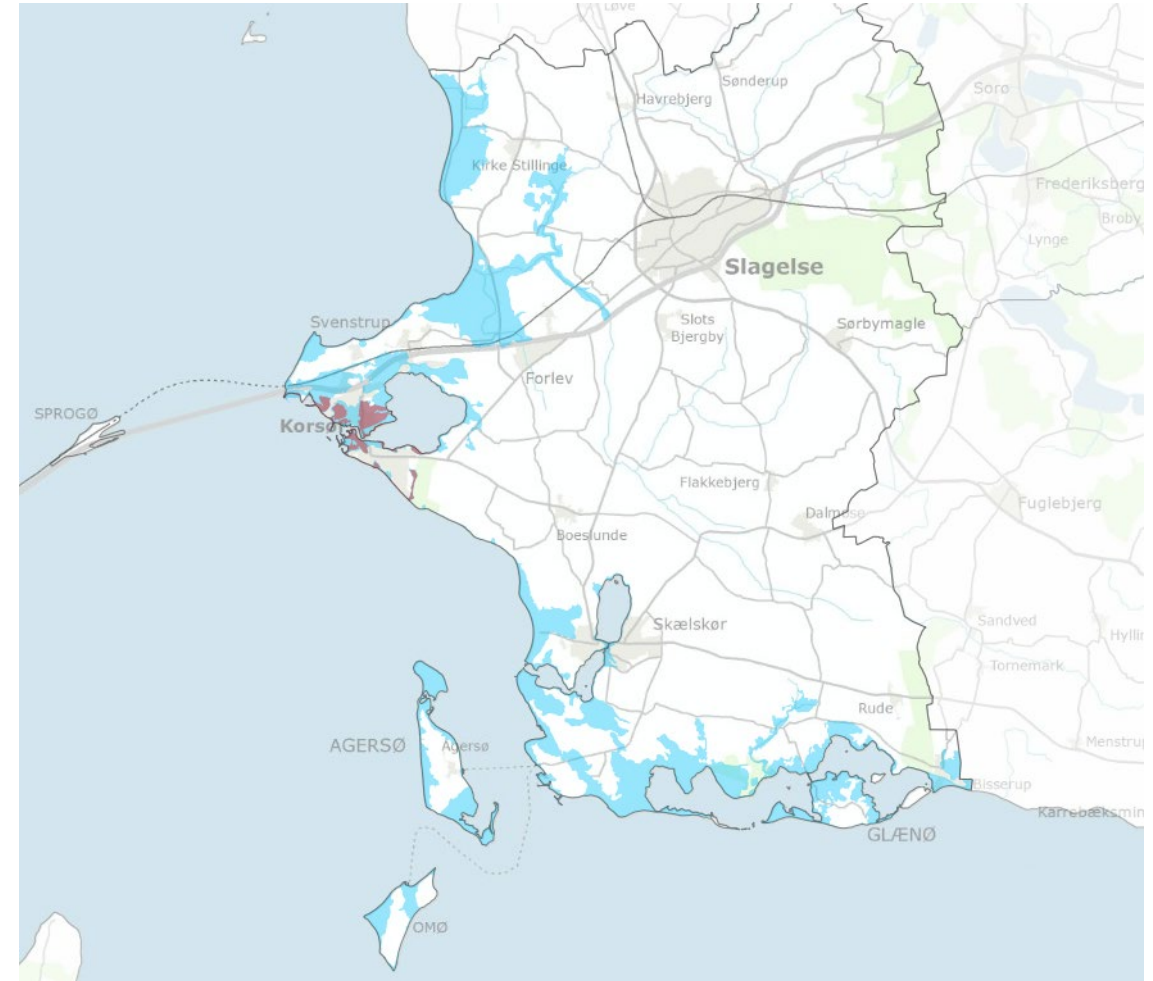 Løve
Sønderup
Sorø
Havrebjerg
Kirke Stillinge
Frederiksberg
Broby
Lynge
Slagelse
Svenstrup
Slots
Bjergby
Sørbymagle
Forlev
SPROGØ
Korsør
Flakkebjerg
Fuglebjerg
Dalmose
Boeslunde
Sandved
Skælskør
Hyllin
Tornemark
Rude
AGERSØ
Agersø
Menstrup
Bisserup
Karrebæksmin
GLÆNØ
OMØ